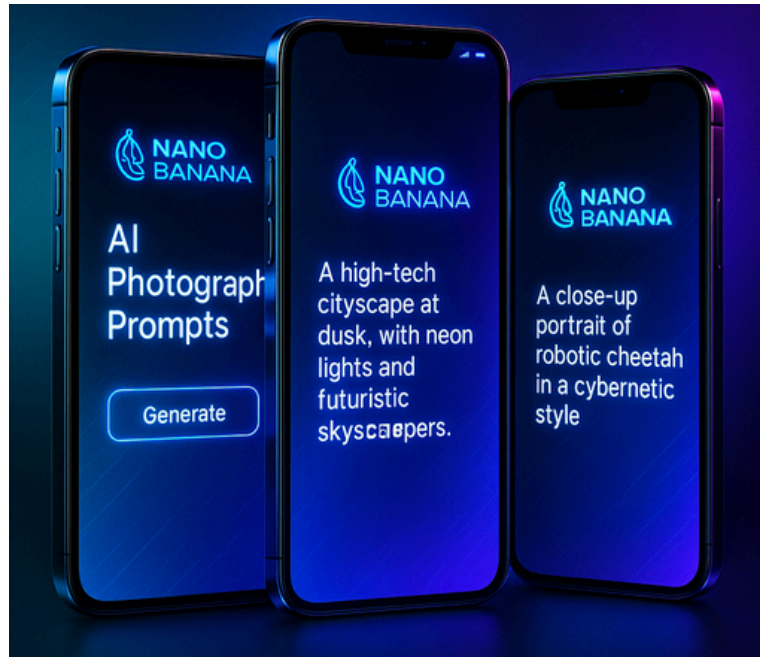 NANO
BANANA
AI
Photograph
Prompts
Generate
NANO
BANANA
A high-tech
cityscape at
dusk, with neon
lights and
futuristic
NANO
BANANA
A close-up
portrait of
robotic cheetah
in a cybernetic
style